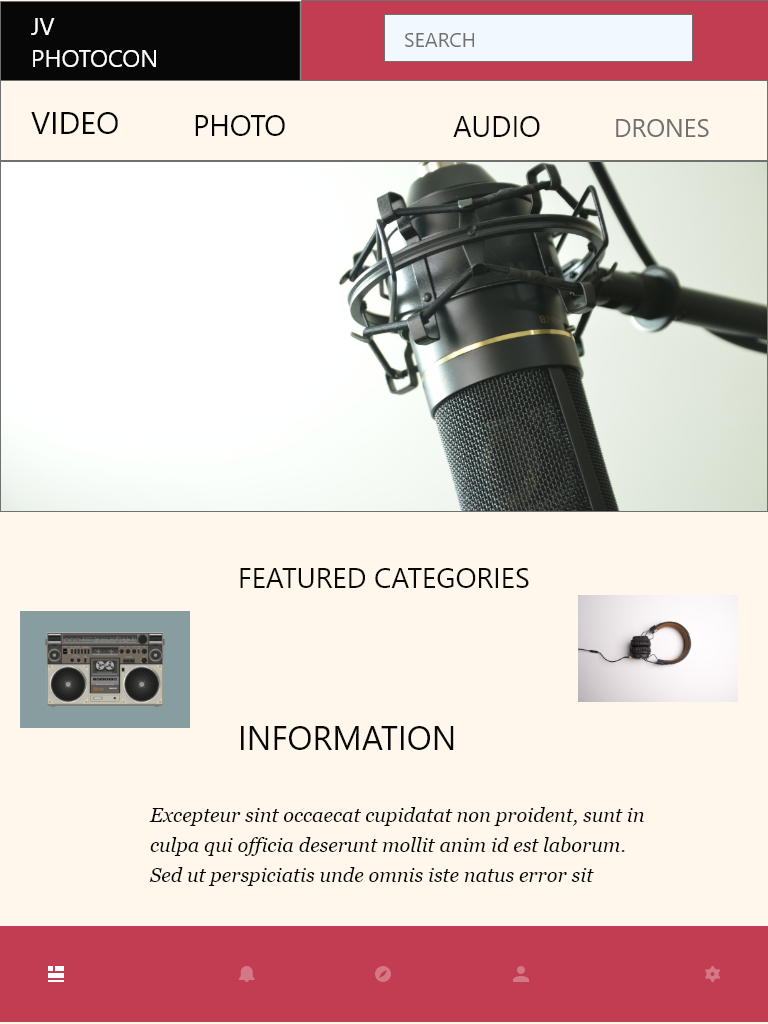 JV
PHOTOCON
SEARCH
VIDEO PHOTO AUDIO DRONES
FEATURED CATEGORIES
INFORMATION
Excepteur sint occaecat cupidatat non proident, sunt in
culpa qui officia deserunt mollit anim id est laborum.
Sed ut perspiciatis unde omnis iste natus error sit